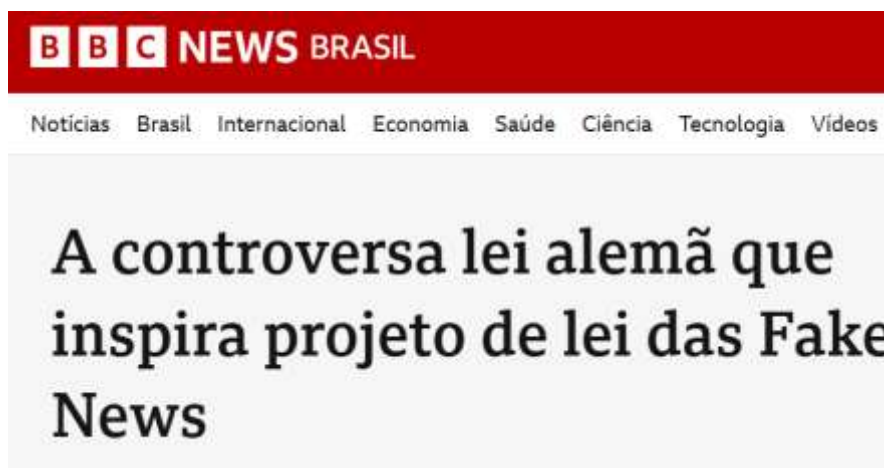 BBC NEWS BRASIL
Notícias Brasil Internacional Economia Saúde Ciência Tecnologia Vídeos
A controversa lei alemã que
inspira projeto de lei das Fake
News